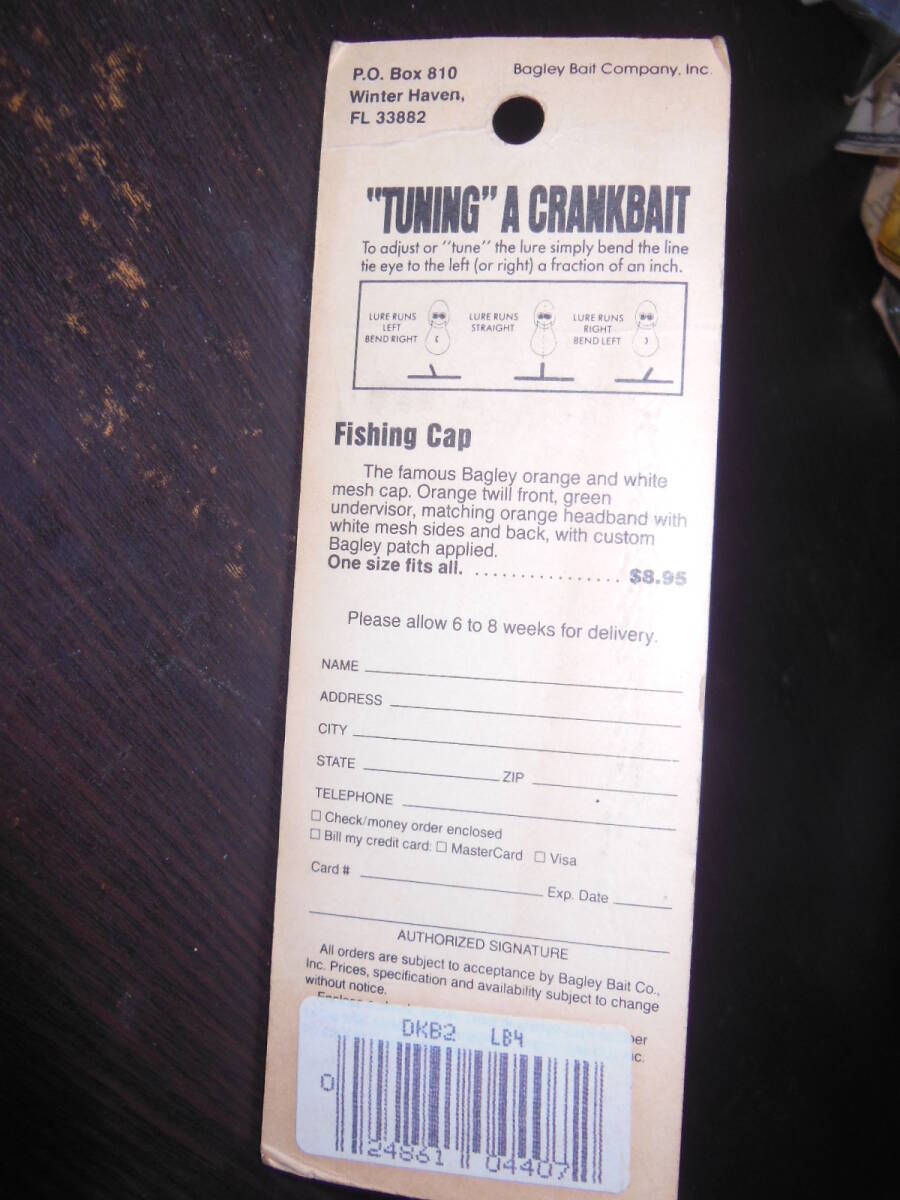 P.O. Box 810
Winter Haven,
FL 33882
Bagley Bait Company, Inc.
"TUNING" A CRANKBAIT
To adjust or "tune" the lure simply bend the line
tie eye to the left (or right) a fraction of an inch.
LURE RUNS
LEFT
BEND RIGHT
LURE RUNS
STRAIGHT
LURE RUNS
RIGHT
BEND LEFT
Fishing Cap
The famous Bagley orange and white
mesh cap. Orange twill front, green
undervisor, matching orange headband with
white mesh sides and back, with custom
Bagley patch applied.
One size fits all. ................ $8.95
Please allow 6 to 8 weeks for delivery.
NAME
ADDRESS
CITY
STATE ZIP
TELEPHONE
Check/money order enclosed
Bill my credit card: MasterCard Visa
Card # Exp. Date
AUTHORIZED SIGNATURE
All orders are subject to acceptance by Bagley Bait Co.,
Inc. Prices, specification and availability subject to change
without notice.
DKB2 LB4
0 24861 04407